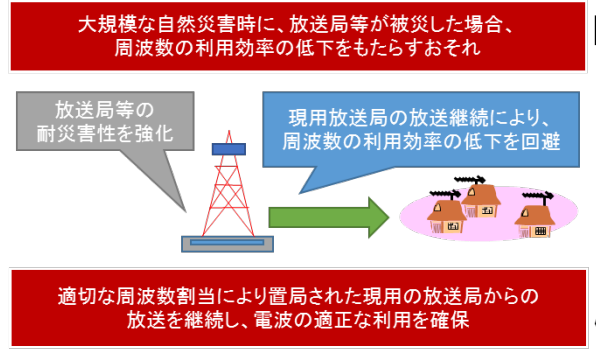 大規模な自然災害時に、放送局等が被災した場合、
周波数の利用効率の低下をもたらすおそれ
放送局等の
耐災害性を強化
現用放送局の放送継続により、
周波数の利用効率の低下を回避
適切な周波数割当により置局された現用の放送局からの
放送を継続し、電波の適正な利用を確保